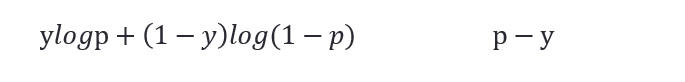 ylogp + (1 − y)log(1 − p) p − y